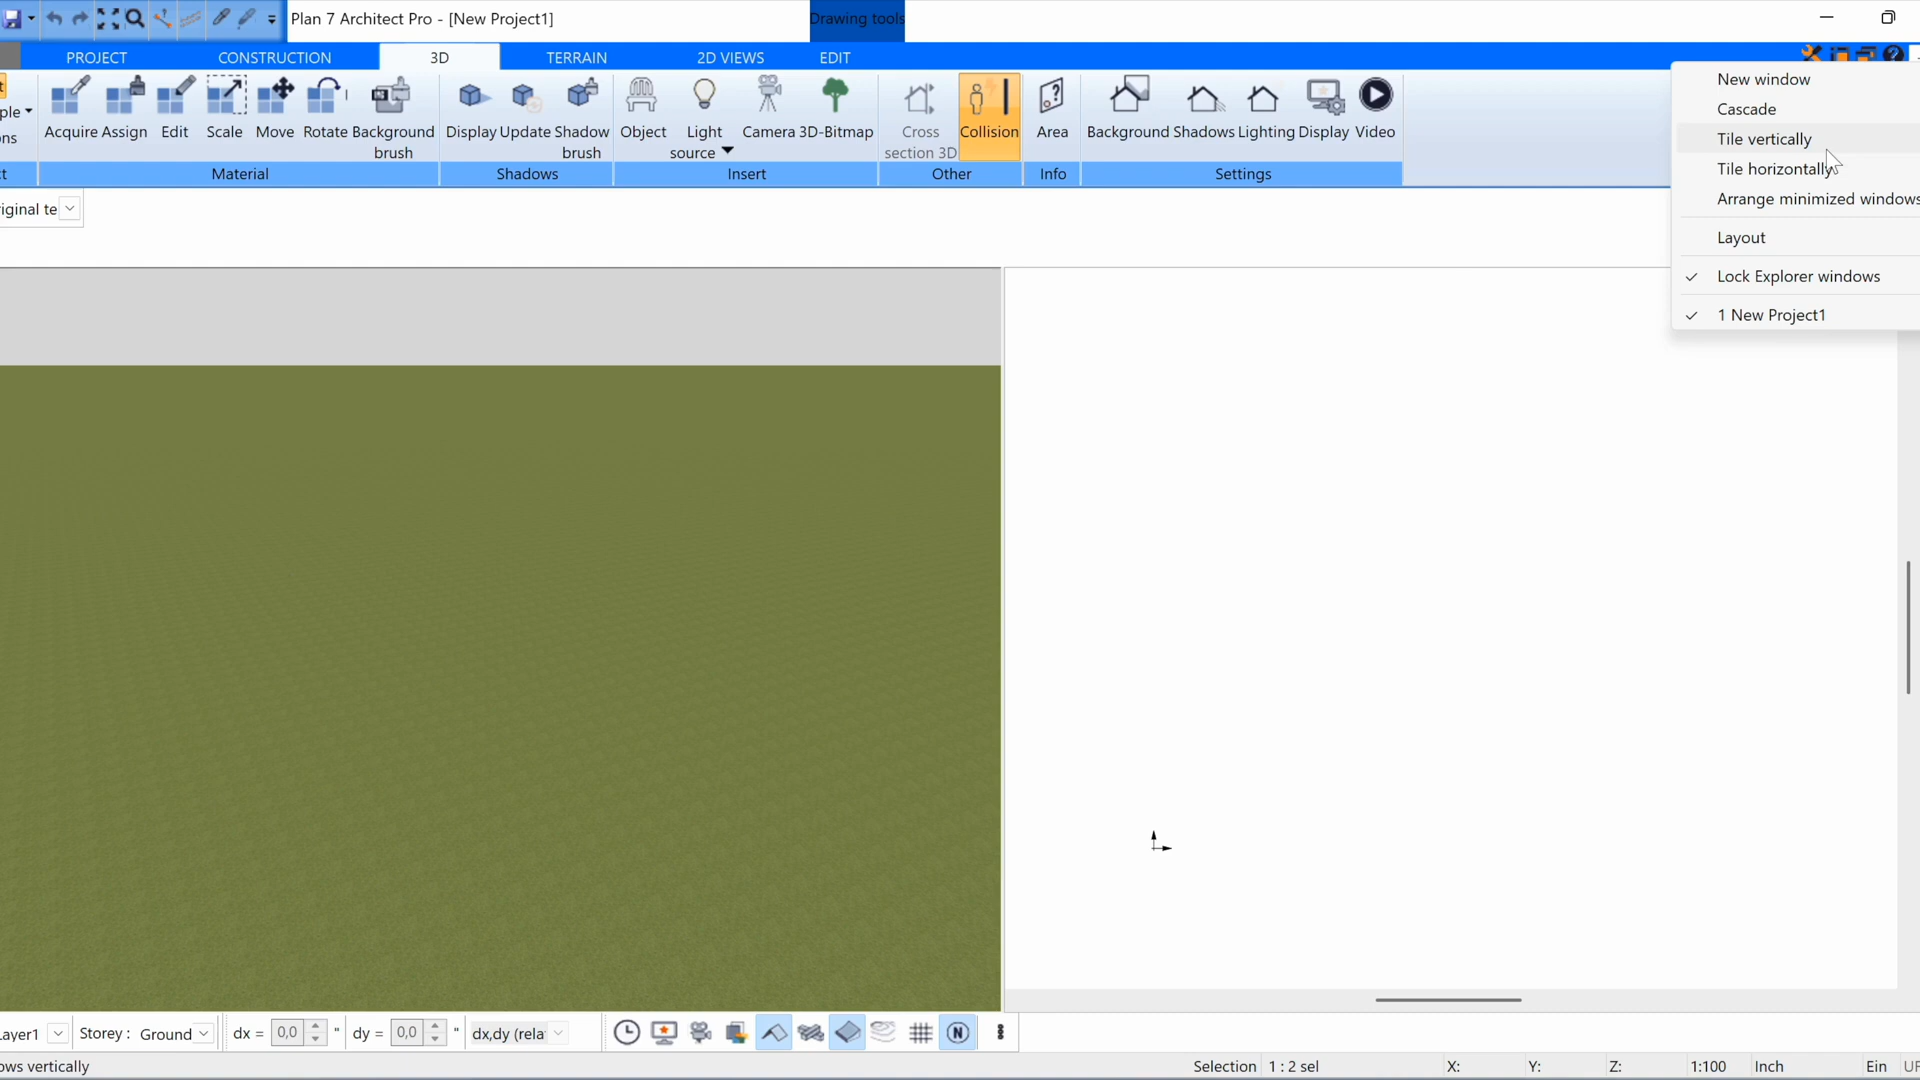 Plan 7 Architect Pro - [New Project1]
Drawing tools
PROJECT CONSTRUCTION 3D TERRAIN 2D VIEWS EDIT
Acquire Assign Edit Scale Move Rotate Background brush
Display Update Shadow brush
Object Light source Camera 3D-Bitmap
Cross section 3D Collision
Area
Background Shadows Lighting Display Video
Material Shadows Insert Other Info Settings
iginal te
New window
Cascade
Tile vertically
Tile horizontally
Arrange minimized windows
Layout
Lock Explorer windows
1 New Project1
ayer1 Storey : Ground dx = 0,0 " dy = 0,0 " dx,dy (rela
N
ows vertically Selection 1 : 2 sel X: Y: Z: 1:100 Inch Ein